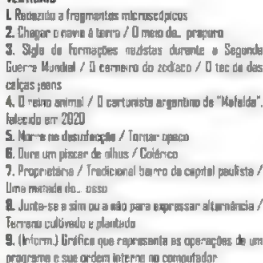 1. Reduzido a fragmentos microscópicos
2. Chegar o navio à terra / O meio de... preparo
3. Sigla de formações nazistas durante a Segunda
Guerra Mundial / O carneiro do zodíaco / O tecido das
calças jeans
4. O reino animal / O cartunista argentino de "Mafalda",
falecido em 2020
5. Morre no desinfecção / Tornar opaco
6. Dura um piscar de olhos / Colérico
7. Proprietária / Tradicional bairro da capital paulista /
Uma metade do... osso
8. Junta-se a sim ou a não para expressar alternância /
Terreno cultivado e plantado
9. (Inform.) Gráfico que representa as operações de um
programa e sua ordem interna no computador